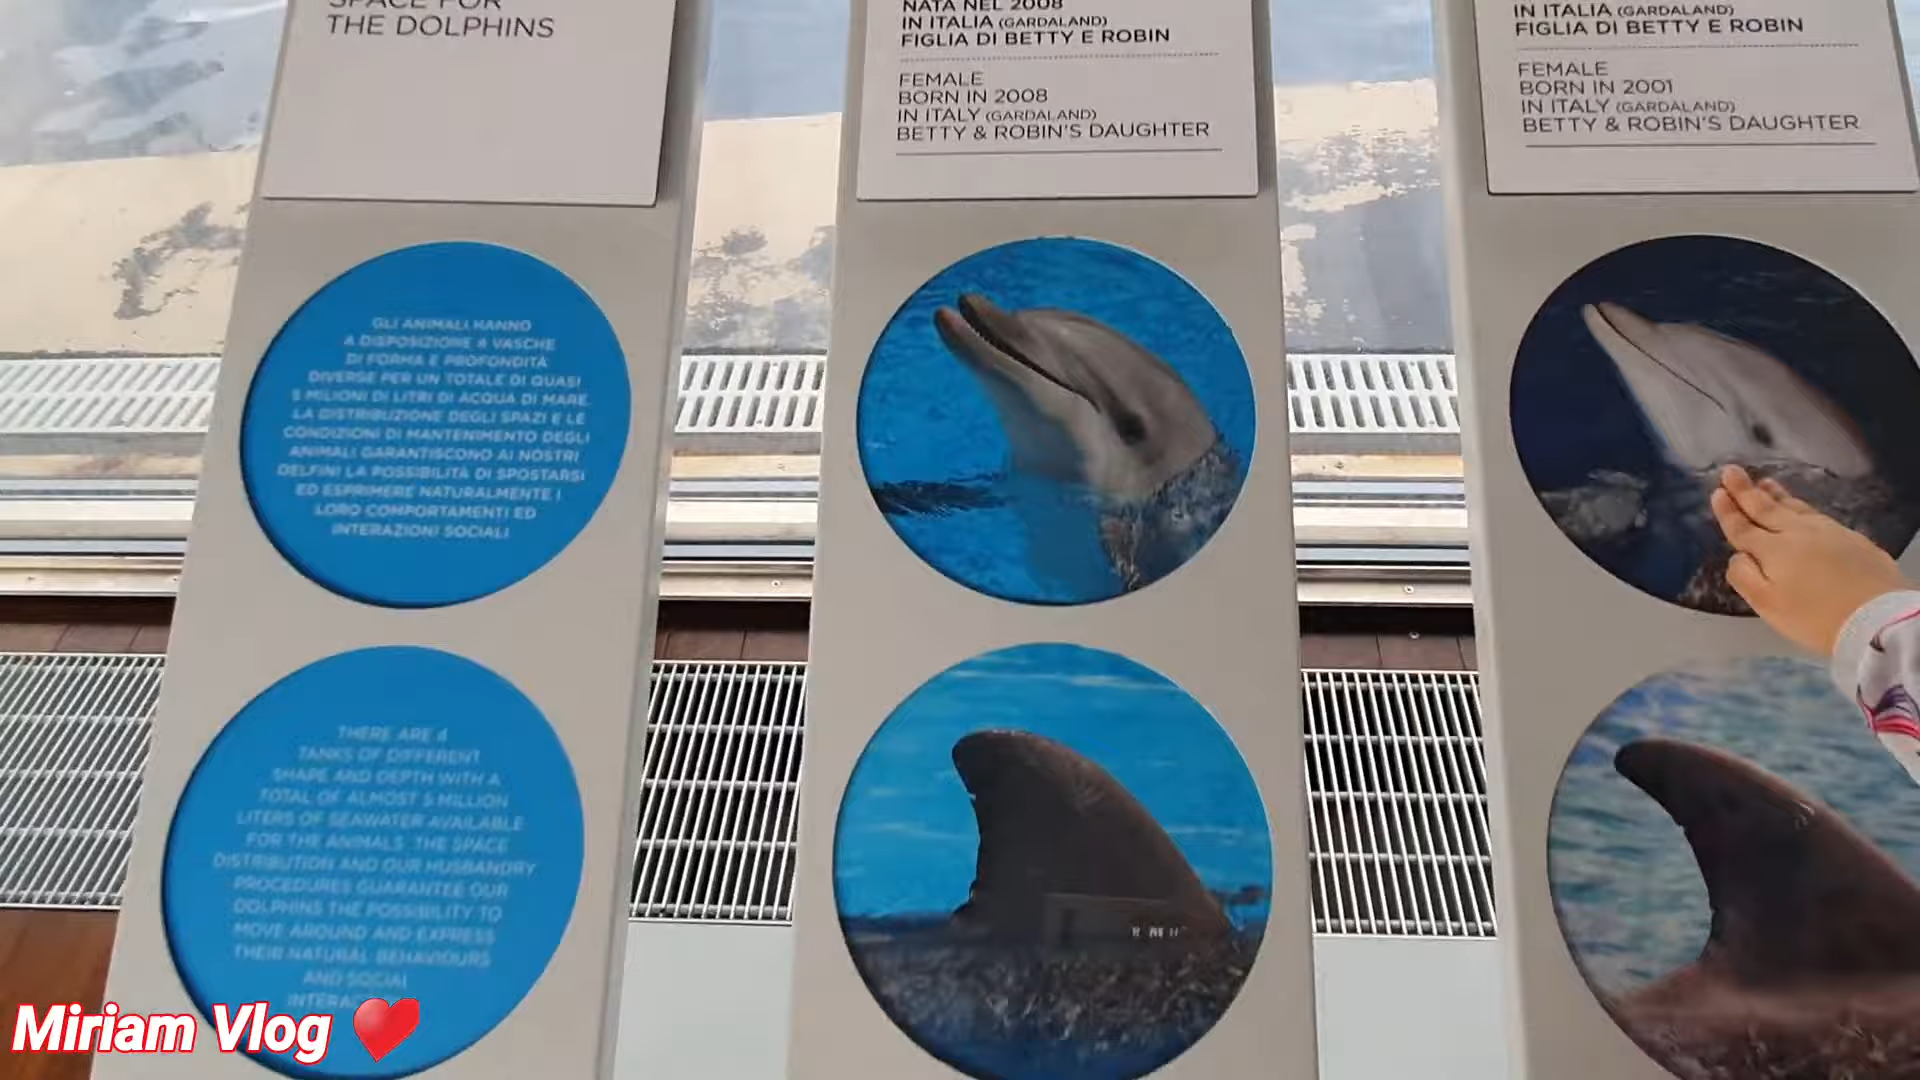 SPACE FOR
THE DOLPHINS
GLI ANIMALI HANNO
A DISPOSIZIONE 4 VASCHE
DI FORMA E PROFONDITÀ
DIVERSE PER UN TOTALE DI QUASI
5 MILIONI DI LITRI DI ACQUA DI MARE.
LA DISTRIBUZIONE DEGLI SPAZI E LE
CONDIZIONI DI MANTENIMENTO DEGLI
ANIMALI GARANTISCONO AI NOSTRI
DELFINI LA POSSIBILITÀ DI SPOSTARSI
ED ESPRIMERE NATURALMENTE I
LORO COMPORTAMENTI ED
INTERAZIONI SOCIALI
THERE ARE 4
TANKS OF DIFFERENT
SHAPE AND DEPTH WITH A
TOTAL OF ALMOST 5 MILLION
LITERS OF SEAWATER AVAILABLE
FOR THE ANIMALS. THE SPACE
DISTRIBUTION AND OUR HUSBANDRY
PROCEDURES GUARANTEE OUR
DOLPHINS THE POSSIBILITY TO
MOVE AROUND AND EXPRESS
THEIR NATURAL BEHAVIOURS
AND SOCIAL
NATA NEL 2008
IN ITALIA (GARDALAND)
FIGLIA DI BETTY E ROBIN
FEMALE
BORN IN 2008
IN ITALY (GARDALAND)
BETTY & ROBIN'S DAUGHTER
IN ITALIA (GARDALAND)
FIGLIA DI BETTY E ROBIN
FEMALE
BORN IN 2001
IN ITALY (GARDALAND)
BETTY & ROBIN'S DAUGHTER
Miriam Vlog